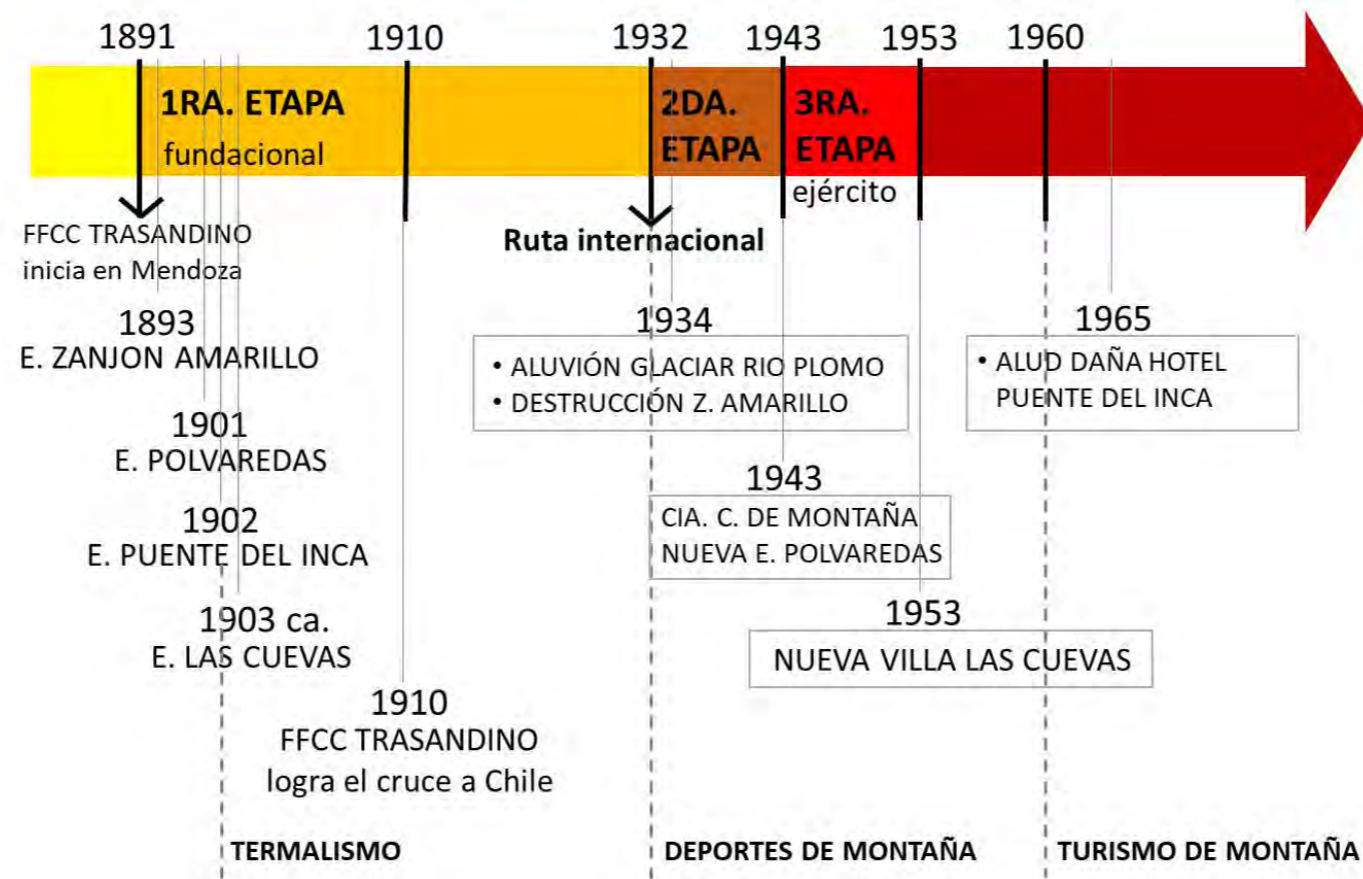 1891 1910 1932 1943 1953 1960
1RA. ETAPA
fundacional
2DA.
ETAPA
3RA.
ETAPA
ejército
FFCC TRASANDINO
inicia en Mendoza
Ruta internacional
1893
E. ZANJON AMARILLO
1901
E. POLVAREDAS
1902
E. PUENTE DEL INCA
1903 ca.
E. LAS CUEVAS
1910
FFCC TRASANDINO
logra el cruce a Chile
1934
• ALUVIÓN GLACIAR RIO PLOMO
• DESTRUCCIÓN Z. AMARILLO
1943
CIA. C. DE MONTAÑA
NUEVA E. POLVAREDAS
1953
NUEVA VILLA LAS CUEVAS
1965
• ALUD DAÑA HOTEL
PUENTE DEL INCA
TERMALISMO
DEPORTES DE MONTAÑA
TURISMO DE MONTAÑA